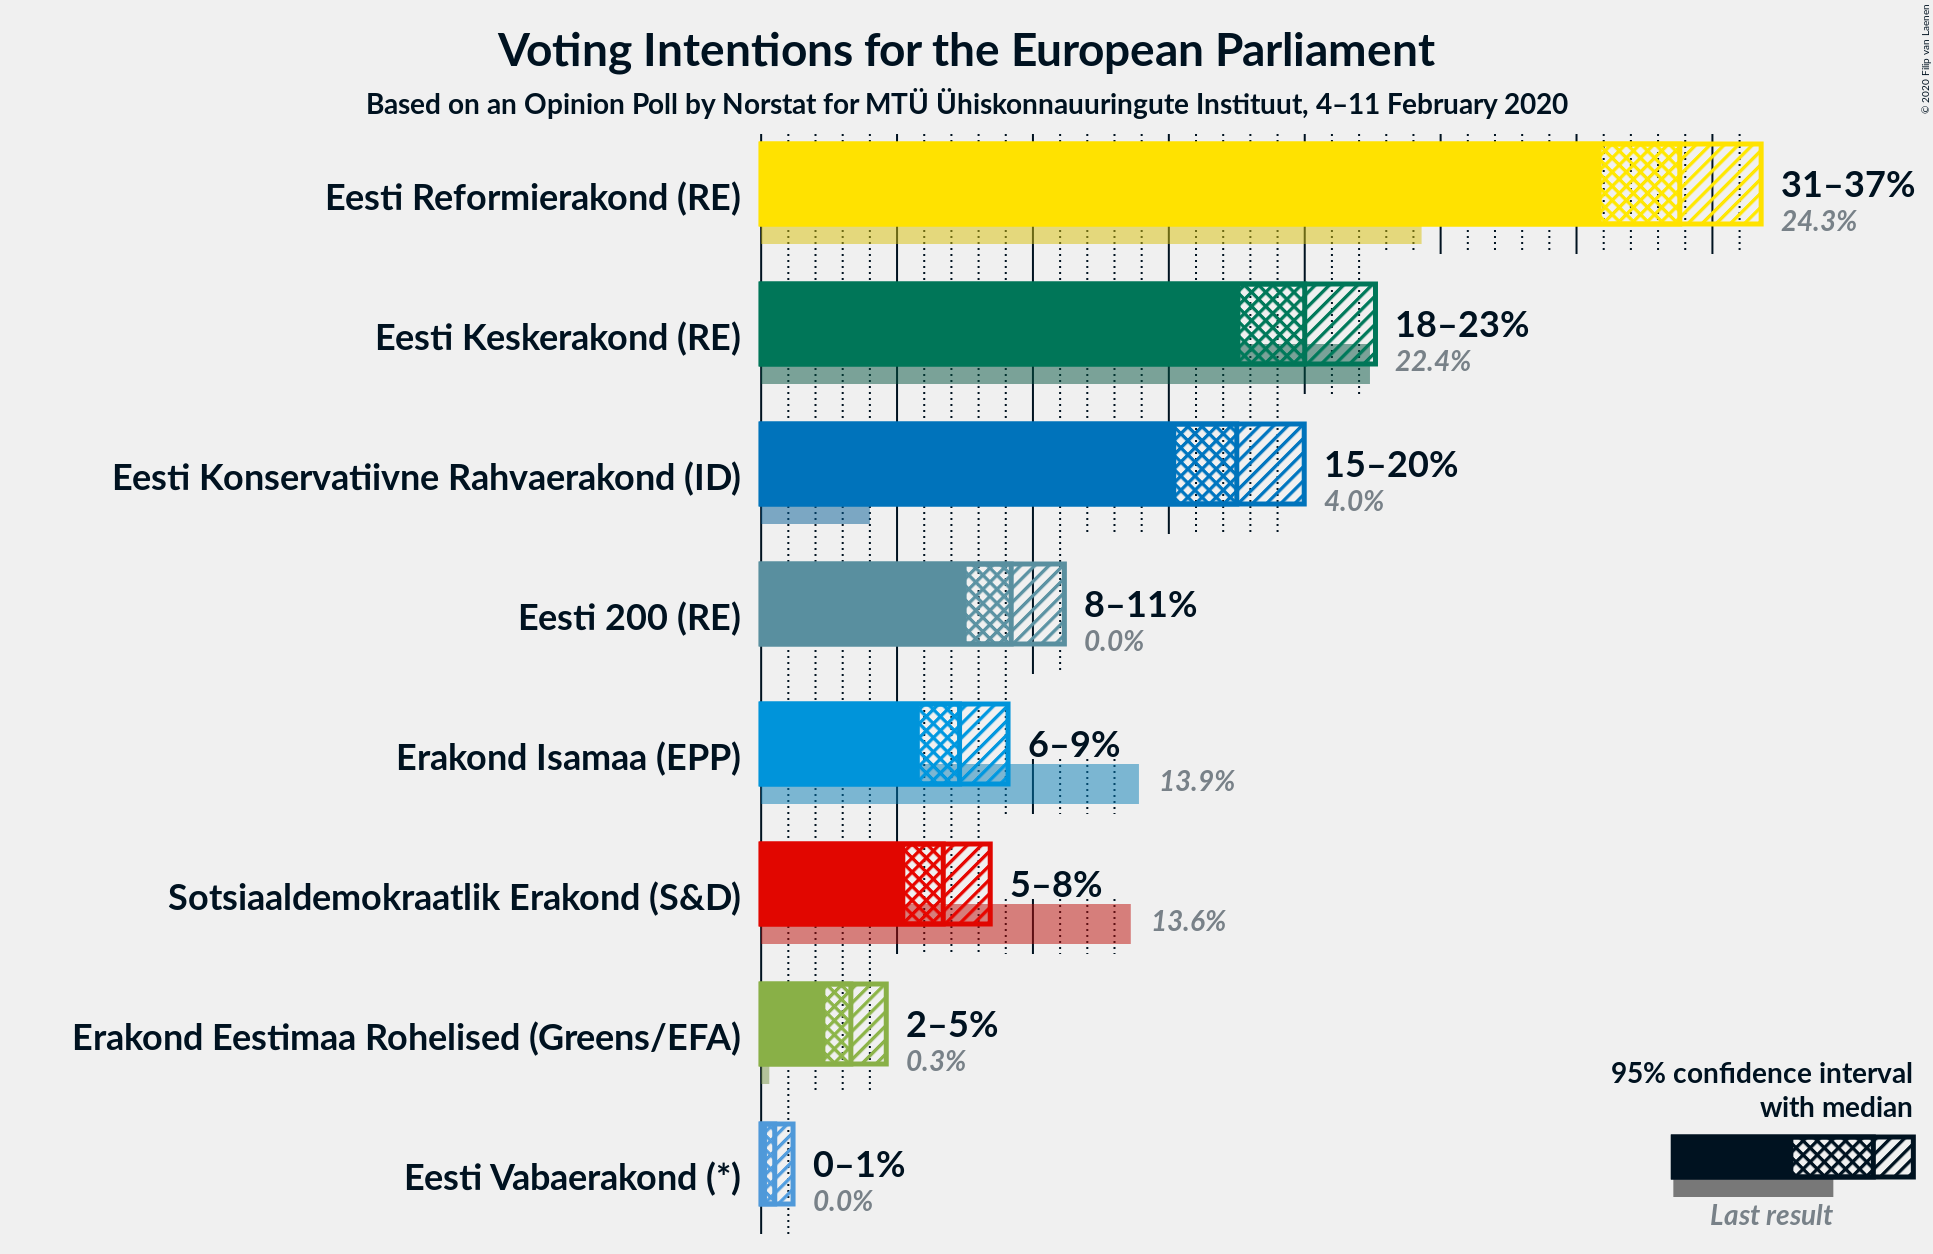 Voting Intentions for the European Parliament
Based on an Opinion Poll by Norstat for MTÜ Ühiskonnauuringute Instituut, 4–11 February 2020
© 2020 Filip van Laenen
Eesti Reformierakond (RE)
31–37%
24.3%
Eesti Keskerakond (RE)
18–23%
22.4%
Eesti Konservatiivne Rahvaerakond (ID)
15–20%
4.0%
Eesti 200 (RE)
8–11%
0.0%
Erakond Isamaa (EPP)
6–9%
13.9%
Sotsiaaldemokraatlik Erakond (S&D)
5–8%
13.6%
Erakond Eestimaa Rohelised (Greens/EFA)
2–5%
0.3%
Eesti Vabaerakond (*)
0–1%
0.0%
95% confidence interval
with median
Last result